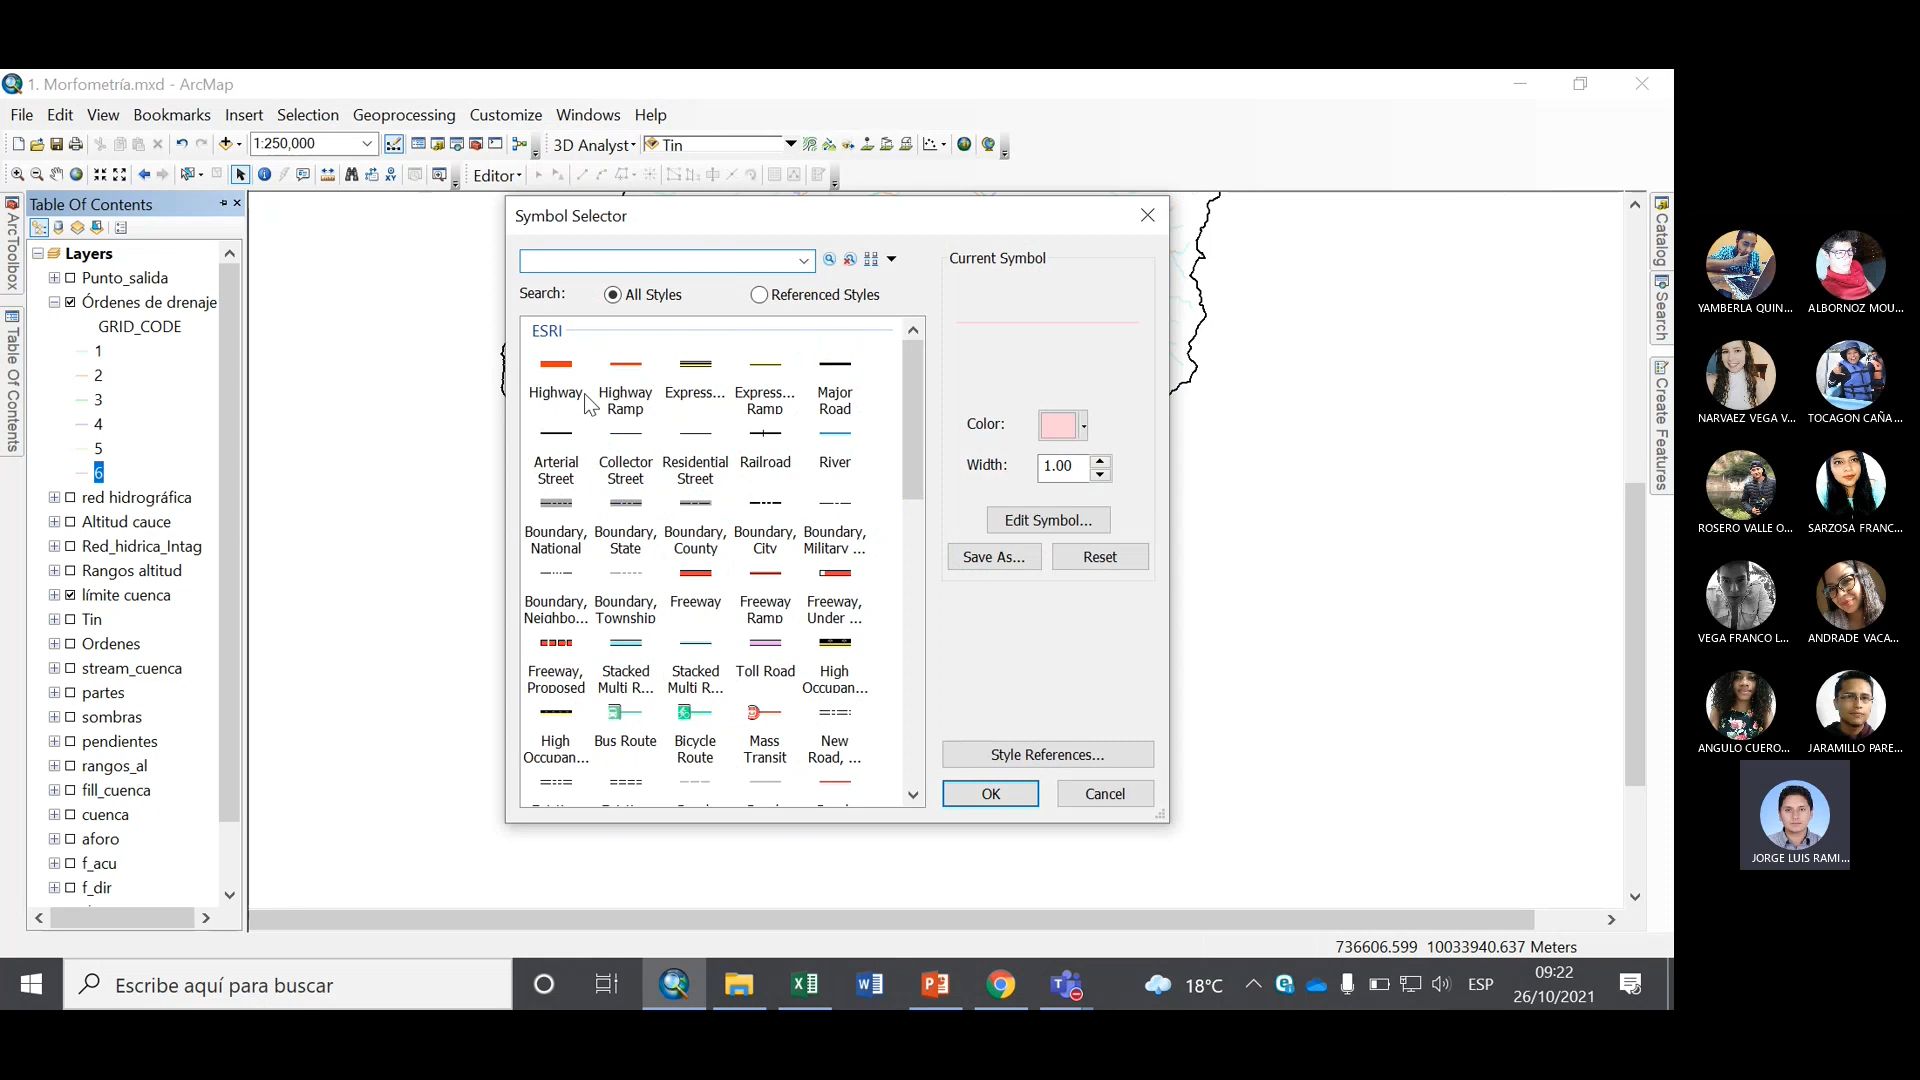 1. Morfometría.mxd - ArcMap
File Edit View Bookmarks Insert Selection Geoprocessing Customize Windows Help
1:250,000
3D Analyst
Tin
Editor
ArcToolbox
Table Of Contents
Table Of Contents
Layers
Punto_salida
Órdenes de drenaje
GRID_CODE
1
2
3
4
5
6
red hidrográfica
Altitud cauce
Red_hidrica_Intag
Rangos altitud
límite cuenca
Tin
Ordenes
stream_cuenca
partes
sombras
pendientes
rangos_al
fill_cuenca
cuenca
aforo
f_acu
f_dir
Symbol Selector
Search:
All Styles
Referenced Styles
ESRI
Highway
Highway Ramp
Express...
Express... Ramp
Major Road
Arterial Street
Collector Street
Residential Street
Railroad
River
Boundary, National
Boundary, State
Boundary, County
Boundary, City
Boundary, Military ...
Boundary, Neighbo...
Boundary, Township
Freeway
Freeway Ramp
Freeway, Under ...
Freeway, Proposed
Stacked Multi R...
Stacked Multi R...
Toll Road
High Occupan...
High Occupan...
Bus Route
Bicycle Route
Mass Transit
New Road, ...
Current Symbol
Color:
Width:
1.00
Edit Symbol...
Save As...
Reset
Style References...
OK
Cancel
Catalog
Search
Create Features
736606.599 10033940.637 Meters
Escribe aquí para buscar
18°C
ESP
09:22
26/10/2021
YAMBERLA QUIN...
ALBORNOZ MOU...
NARVAEZ VEGA V...
TOCAGON CAÑA ...
ROSERO VALLE O...
SARZOSA FRANC...
VEGA FRANCO L...
ANDRADE VACA...
ANGULO CUERO...
JARAMILLO PARE...
JORGE LUIS RAMI...